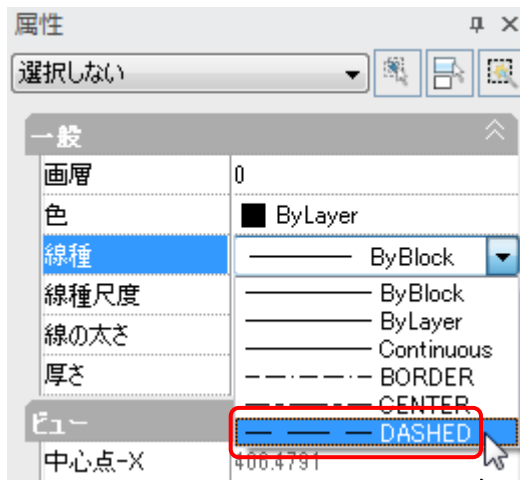 属性
選択しない
一般
画層 0
色 ByLayer
線種 ByBlock
線種尺度 ByBlock
ByLayer
線の太さ Continuous
厚さ BORDER
CENTER
ビュー DASHED
中心点-X 406.4791